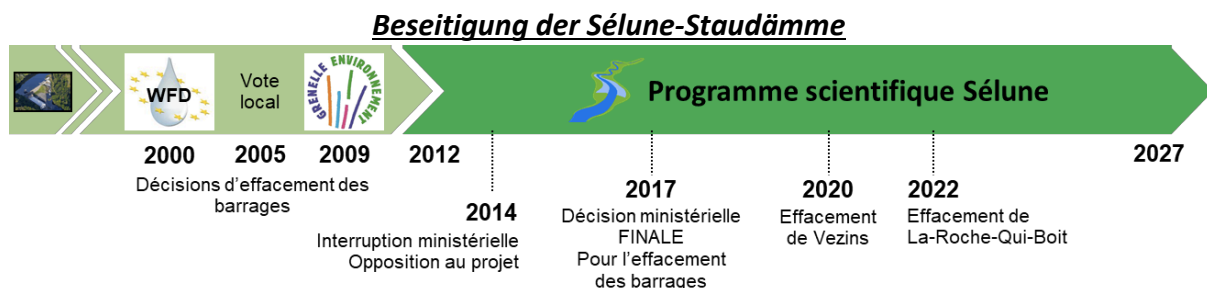 Beseitigung der Sélune-Staudämme
WFD
Vote
local
GRENELLE ENVIRONNEMENT
Programme scientifique Sélune
2000
2005
2009
2012
2027
Décisions d'effacement des
barrages
2014
Interruption ministérielle
Opposition au projet
2017
Décision ministérielle
FINALE
Pour l'effacement
des barrages
2020
Effacement
de Vezins
2022
Effacement de
La-Roche-Qui-Boit